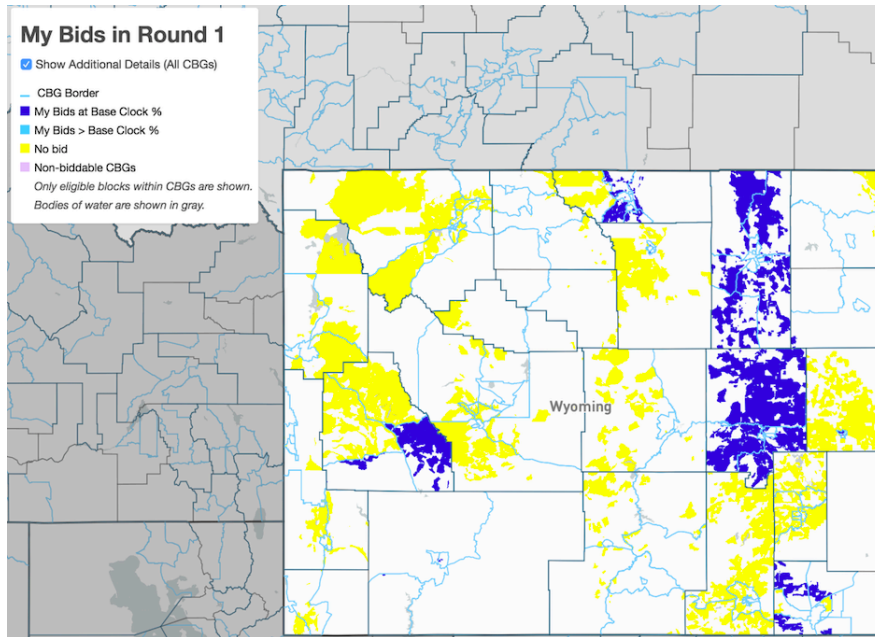 My Bids in Round 1
Show Additional Details (All CBGs)
CBG Border
My Bids at Base Clock %
My Bids > Base Clock %
No bid
Non-biddable CBGs
Only eligible blocks within CBGs are shown.
Bodies of water are shown in gray.
Wyoming